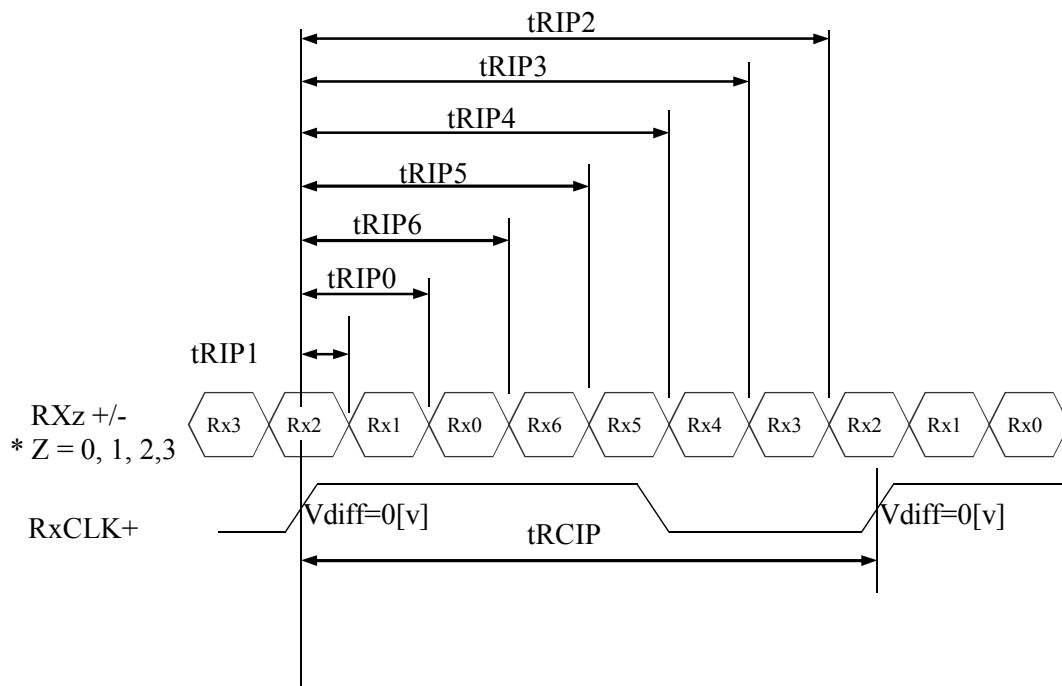 tRIP2
tRIP3
tRIP4
tRIP5
tRIP6
tRIP0
tRIP1
RXz +/-
* Z = 0, 1, 2,3
Rx3 Rx2 Rx1 Rx0 Rx6 Rx5 Rx4 Rx3 Rx2 Rx1 Rx0
RxCLK+
Vdiff=0[v] Vdiff=0[v]
tRCIP